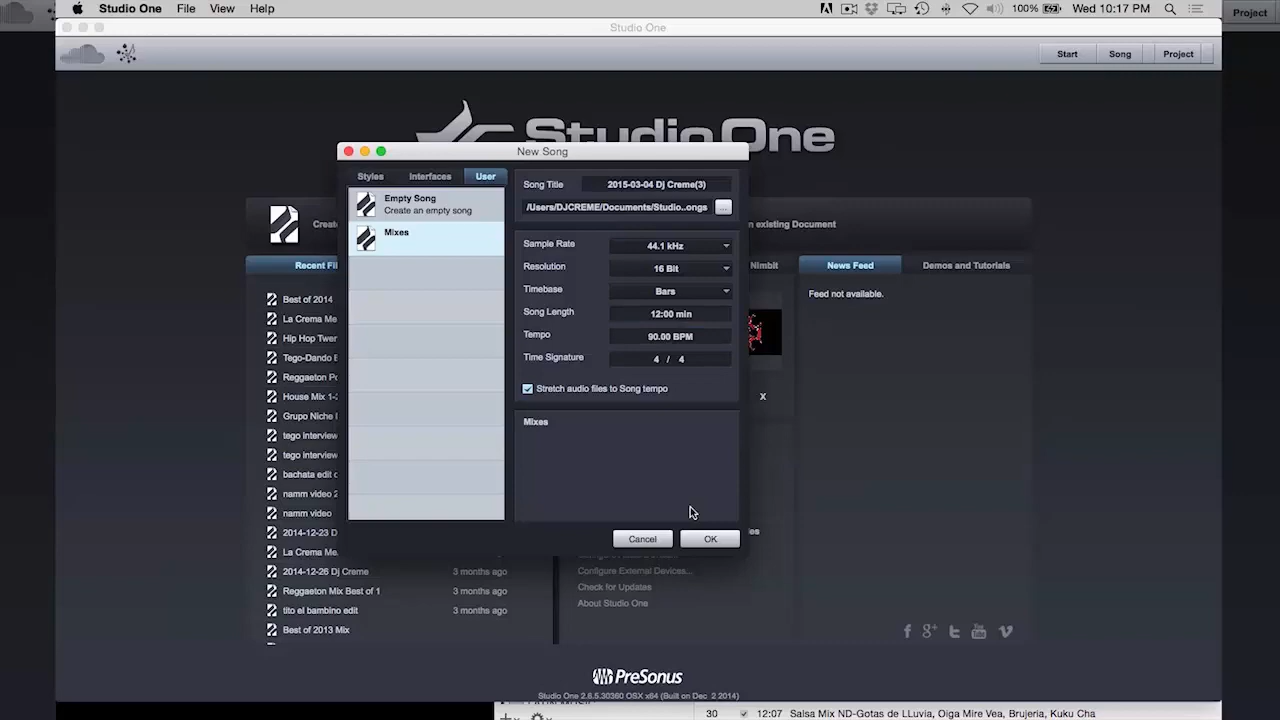 Studio One File View Help 100% Wed 10:17 PM
Project
Studio One
Start Song Project
Studio One
New Song
Styles Interfaces User
Empty Song
Create an empty song
Mixes
Song Title 2015-03-04 Dj Creme(3)
/Users/DJCREME/Documents/Studio..ongs ...
Sample Rate 44.1 kHz
Resolution 16 Bit
Timebase Bars
Song Length 12:00 min
Tempo 90.00 BPM
Time Signature 4 / 4
Stretch audio files to Song tempo
Mixes
Cancel OK
n existing Document
Recent Fil
Nimbit News Feed Demos and Tutorials
Feed not available.
X
Best of 2014
La Crema Me
Hip Hop Twer
Tego-Dando
Reggaeton Po
House Mix 1-
Grupo Niche
tego interview
tego interview
bachata edit
namm video 2
namm video
2014-12-23 D
La Crema Me
2014-12-26 Dj Creme 3 months ago
Reggaeton Mix Best of 1 3 months ago
tito el bambino edit 3 months ago
Best of 2013 Mix
Configure External Devices...
Check for Updates
About Studio One
PreSonus
Studio One 2.6.5.30360 OSX x64 (Built on Dec 2 2014)
30 12:07 Salsa Mix ND-Gotas de LLuvia, Oiga Mire Vea, Brujeria, Kuku Cha